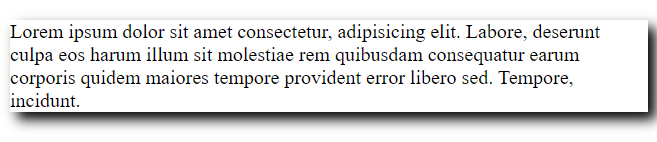 Lorem ipsum dolor sit amet consectetur, adipisicing elit. Labore, deserunt
culpa eos harum illum sit molestiae rem quibusdam consequatur earum
corporis quidem maiores tempore provident error libero sed. Tempore,
incidunt.